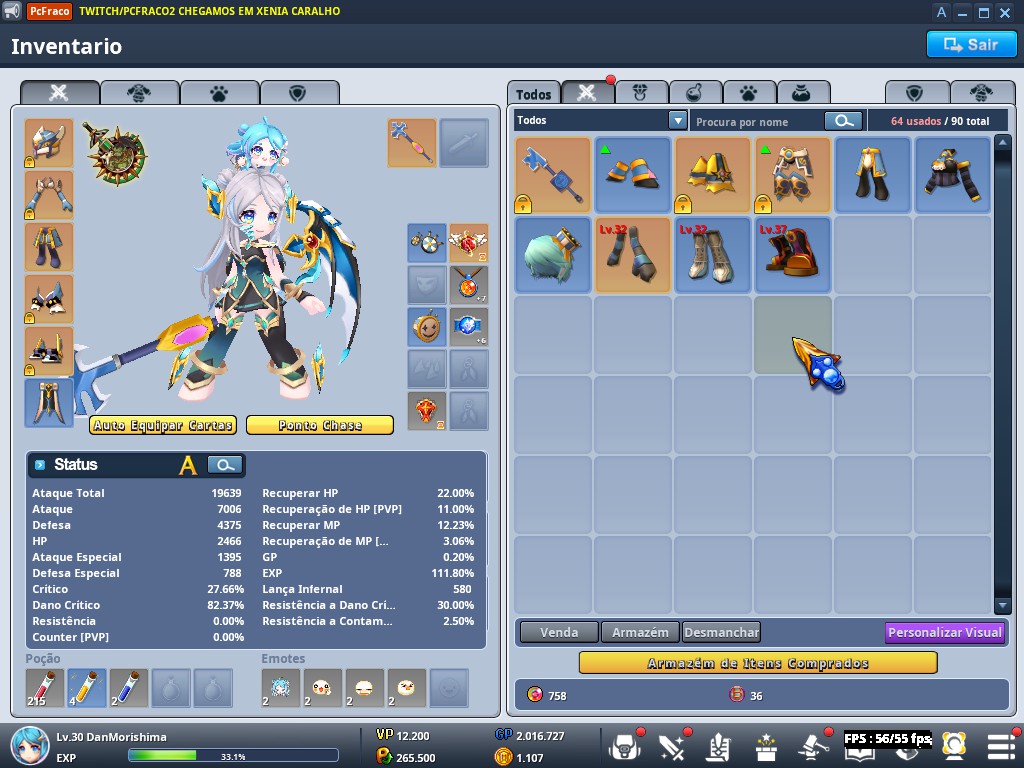 PcFraco TWITCH/PCFRACO2 CHEGAMOS EM XENIA CARALHO
A
Inventario
Sair
Todos
Todos
Procura por nome
64 usados / 90 total
Lv.32
Lv.32
Lv.37
+7
+6
Auto Equipar Cartas
Ponto Chase
Status A
Ataque Total 19639
Ataque 7006
Defesa 4375
HP 2466
Ataque Especial 1395
Defesa Especial 788
Crítico 27.66%
Dano Crítico 82.37%
Resistência 0.00%
Counter [PVP] 0.00%
Recuperar HP 22.00%
Recuperação de HP [PVP] 11.00%
Recuperar MP 12.23%
Recuperação de MP [... 3.06%
GP 0.20%
EXP 111.80%
Lança Infernal 580
Resistência a Dano Crí... 30.00%
Resistência a Contam... 2.50%
Poção
215
4
2
Emotes
2
2
2
2
Venda
Armazém
Desmanchar
Personalizar Visual
Armazém de Itens Comprados
758
36
Lv.30 DanMorishima
EXP 33.1%
VP 12.200
265.500
GP 2.016.727
1.107
FPS : 56/55 fps